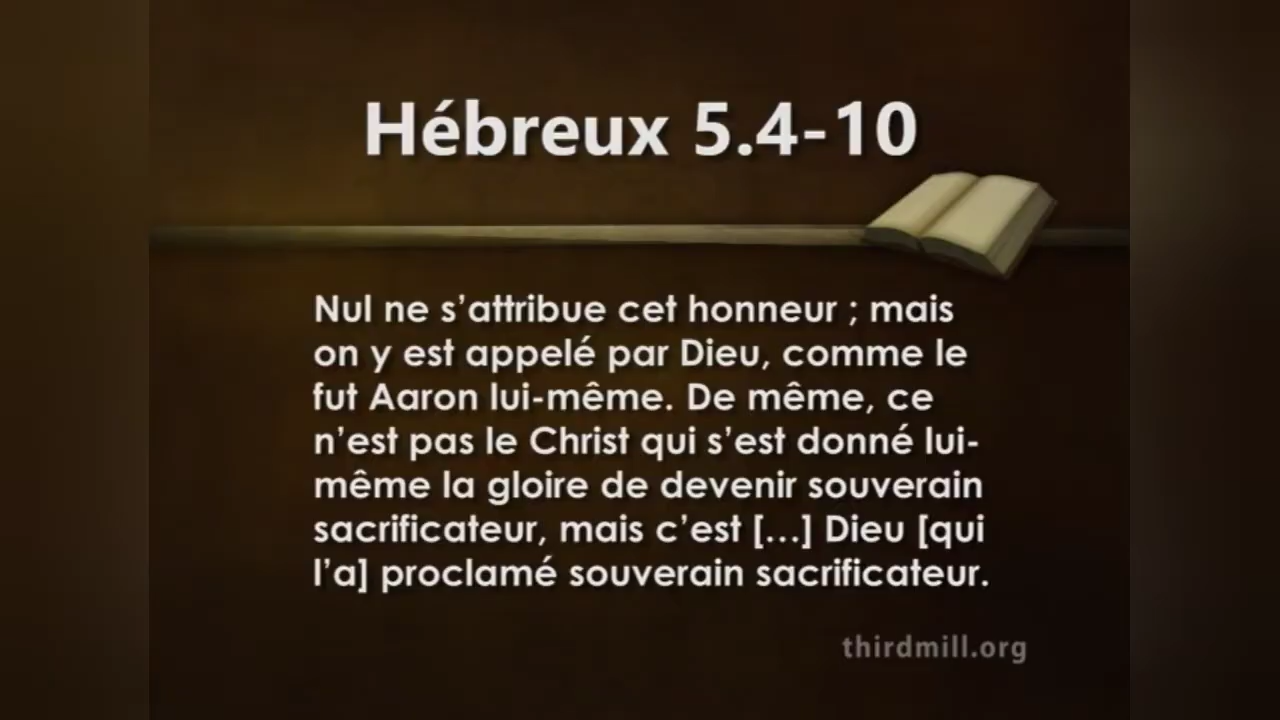 Hébreux 5.4-10
Nul ne s’attribue cet honneur ; mais
on y est appelé par Dieu, comme le
fut Aaron lui-même. De même, ce
n’est pas le Christ qui s’est donné lui-
même la gloire de devenir souverain
sacrificateur, mais c’est [...] Dieu [qui
l’a] proclamé souverain sacrificateur.
thirdmill.org